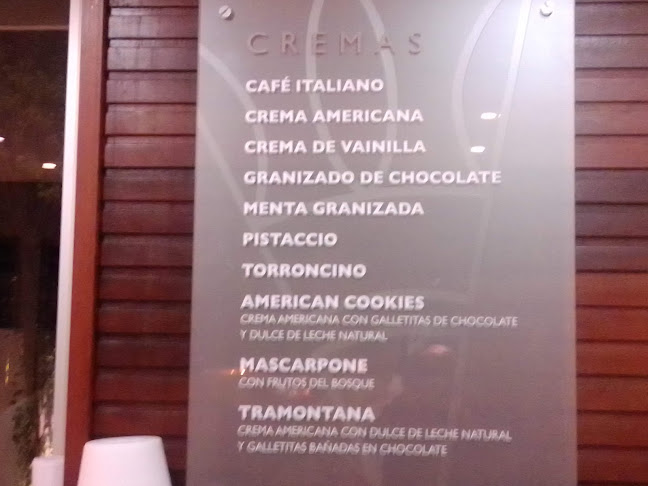 CREMAS
CAFÉ ITALIANO
CREMA AMERICANA
CREMA DE VAINILLA
GRANIZADO DE CHOCOLATE
MENTA GRANIZADA
PISTACCIO
TORRONCINO
AMERICAN COOKIES
CREMA AMERICANA CON GALLETITAS DE CHOCOLATE
Y DULCE DE LECHE NATURAL
MASCARPONE
CON FRUTOS DEL BOSQUE
TRAMONTANA
CREMA AMERICANA CON DULCE DE LECHE NATURAL
Y GALLETITAS BAÑADAS EN CHOCOLATE